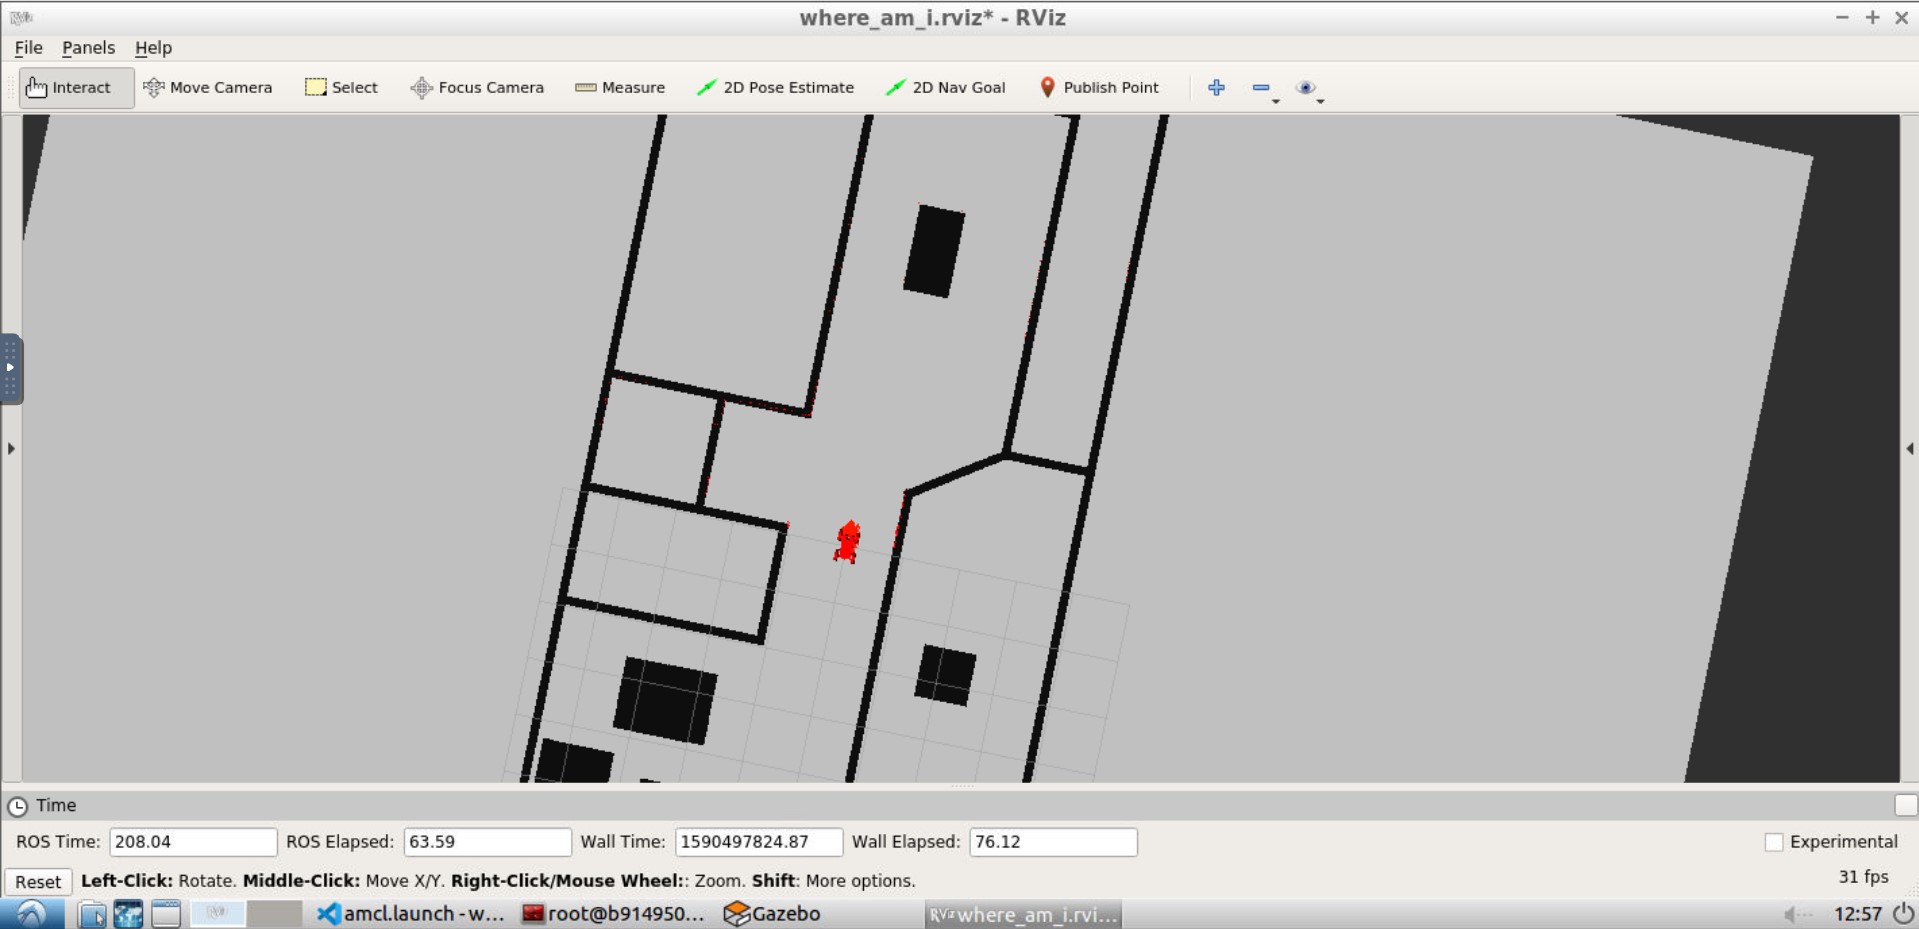 where_am_i.rviz* - RViz
File Panels Help
Interact Move Camera Select Focus Camera Measure 2D Pose Estimate 2D Nav Goal Publish Point
Time
ROS Time: 208.04 ROS Elapsed: 63.59 Wall Time: 1590497824.87 Wall Elapsed: 76.12 Experimental
Reset Left-Click: Rotate. Middle-Click: Move X/Y. Right-Click/Mouse Wheel:: Zoom. Shift: More options. 31 fps
amcl.launch - w... root@b914950... Gazebo RViz where_am_i.rvi... 12:57